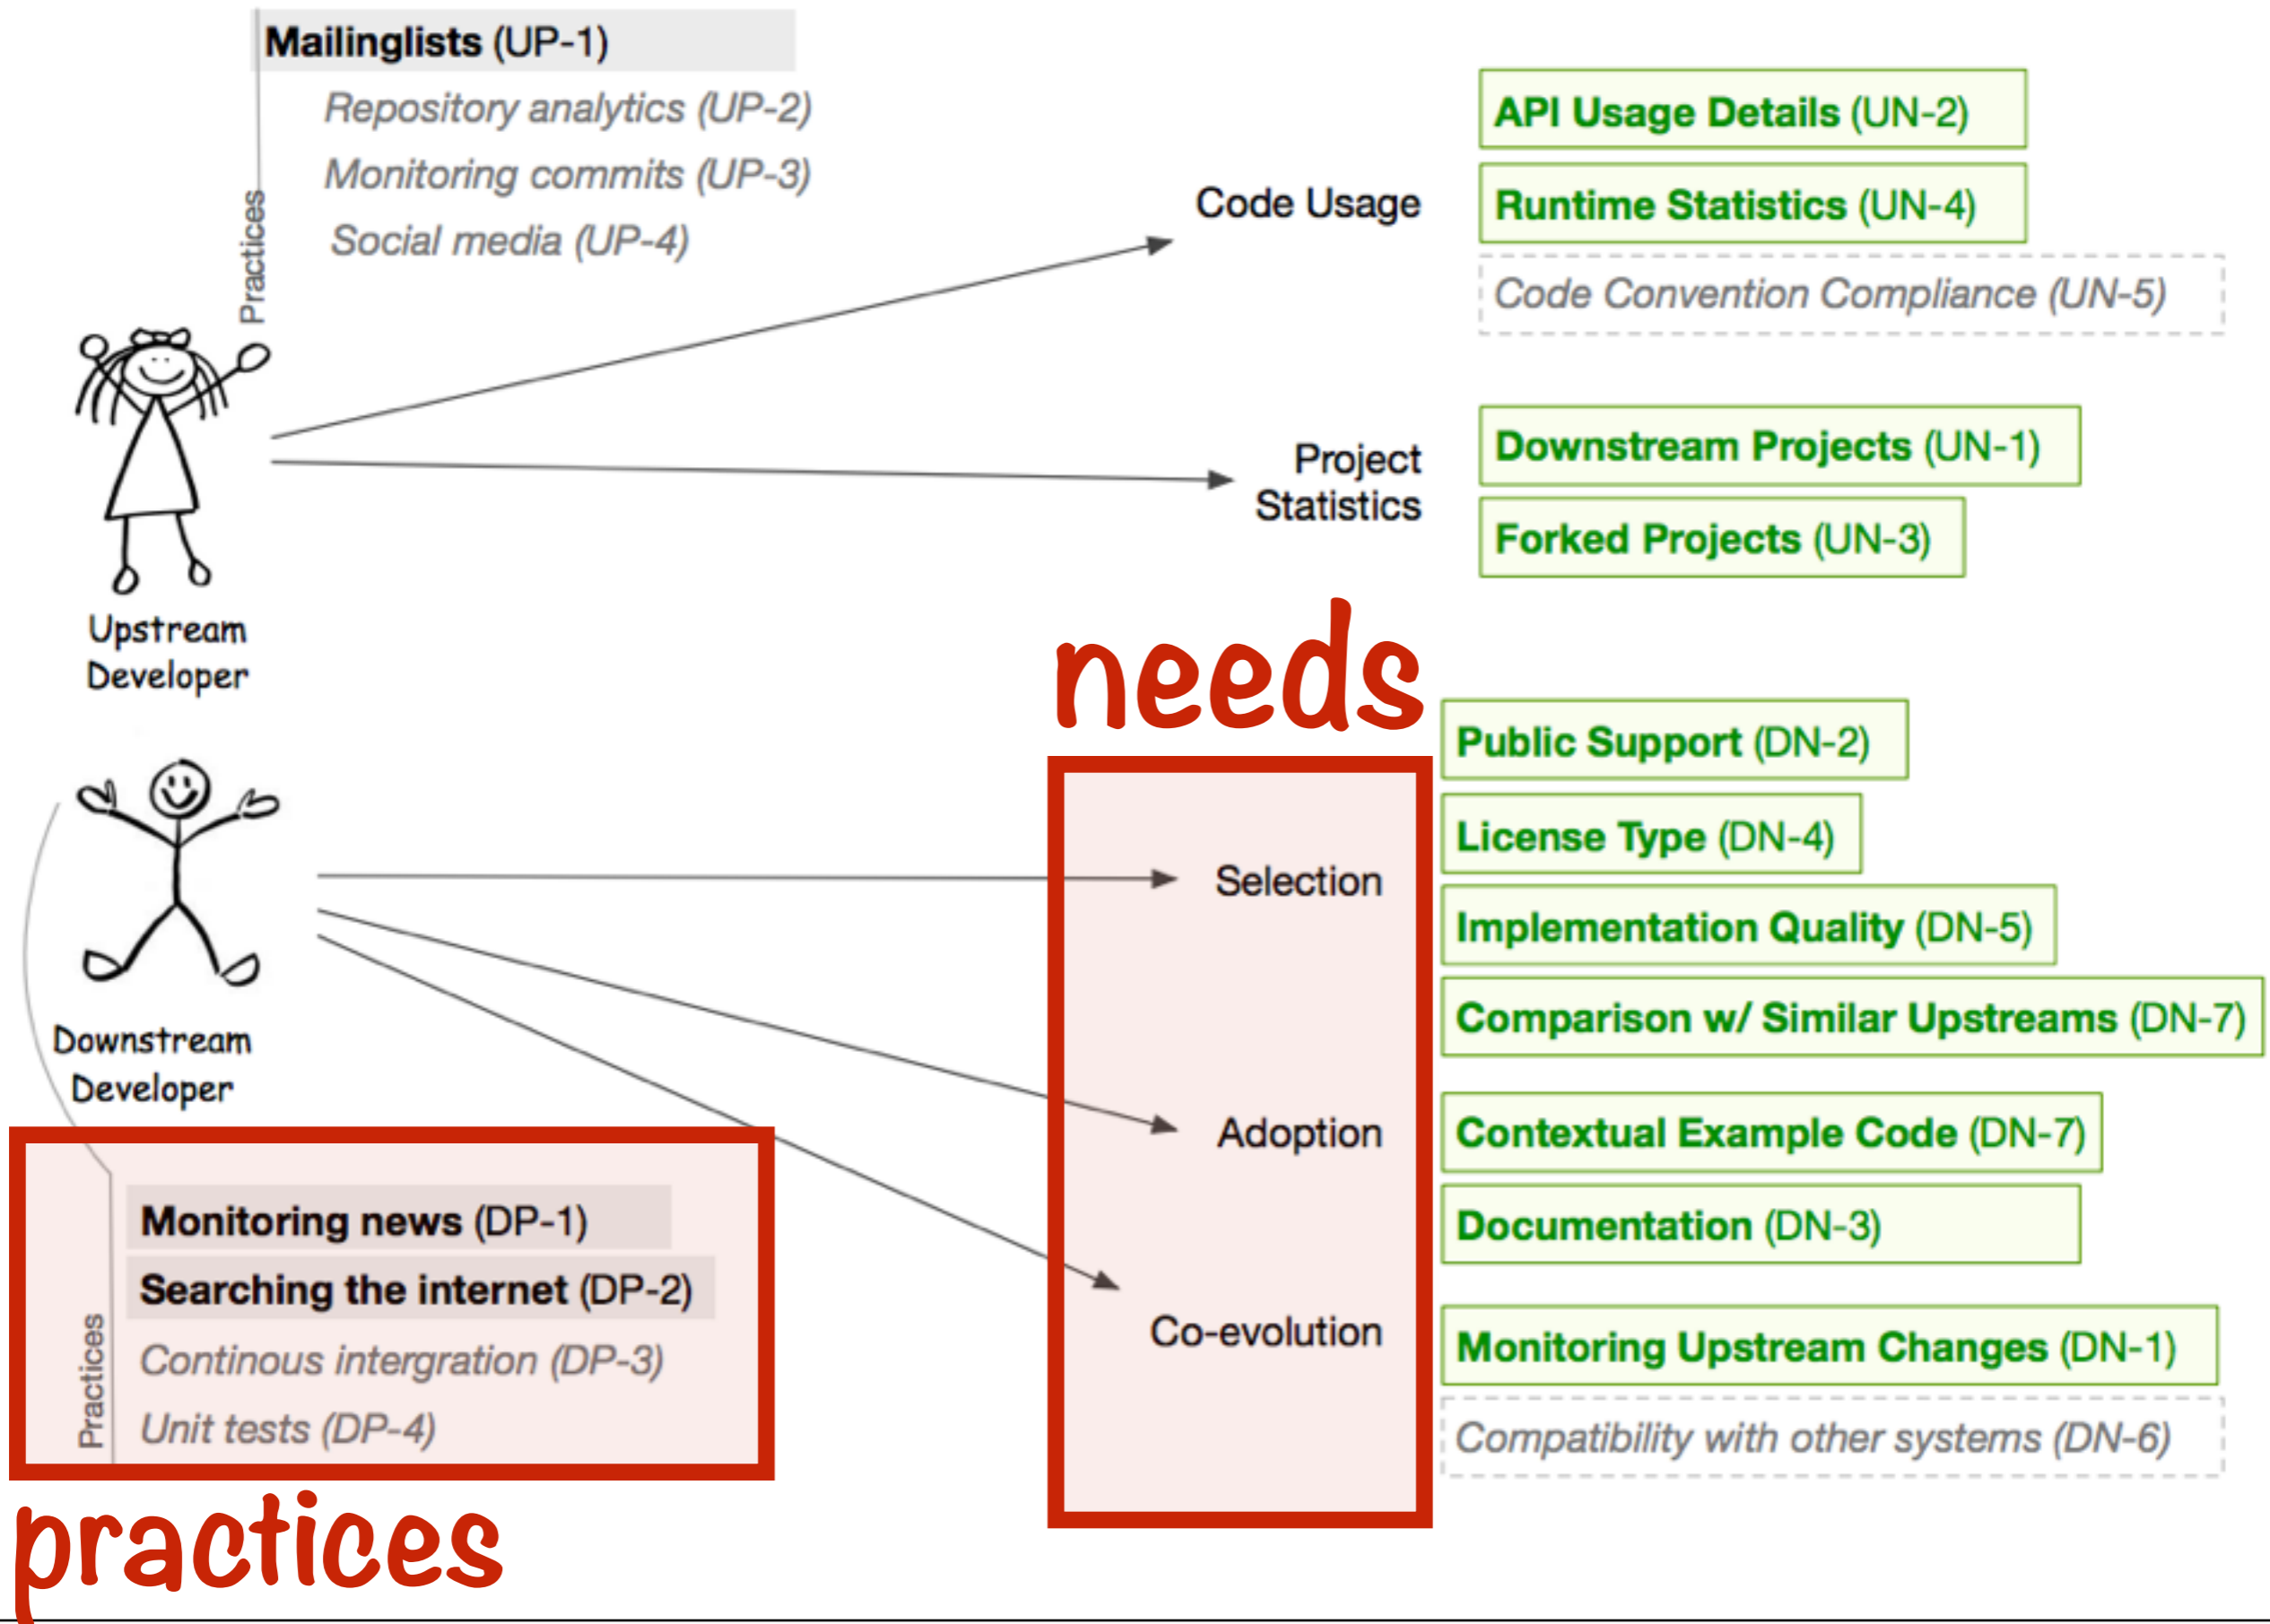 Mailinglists (UP-1)
Repository analytics (UP-2)
Monitoring commits (UP-3)
Social media (UP-4)
Practices
Upstream
Developer
Code Usage
API Usage Details (UN-2)
Runtime Statistics (UN-4)
Code Convention Compliance (UN-5)
Project
Statistics
Downstream Projects (UN-1)
Forked Projects (UN-3)
needs
Downstream
Developer
Selection
Public Support (DN-2)
License Type (DN-4)
Implementation Quality (DN-5)
Comparison w/ Similar Upstreams (DN-7)
Adoption
Contextual Example Code (DN-7)
Documentation (DN-3)
Co-evolution
Monitoring Upstream Changes (DN-1)
Compatibility with other systems (DN-6)
Monitoring news (DP-1)
Searching the internet (DP-2)
Continous intergration (DP-3)
Unit tests (DP-4)
Practices
practices